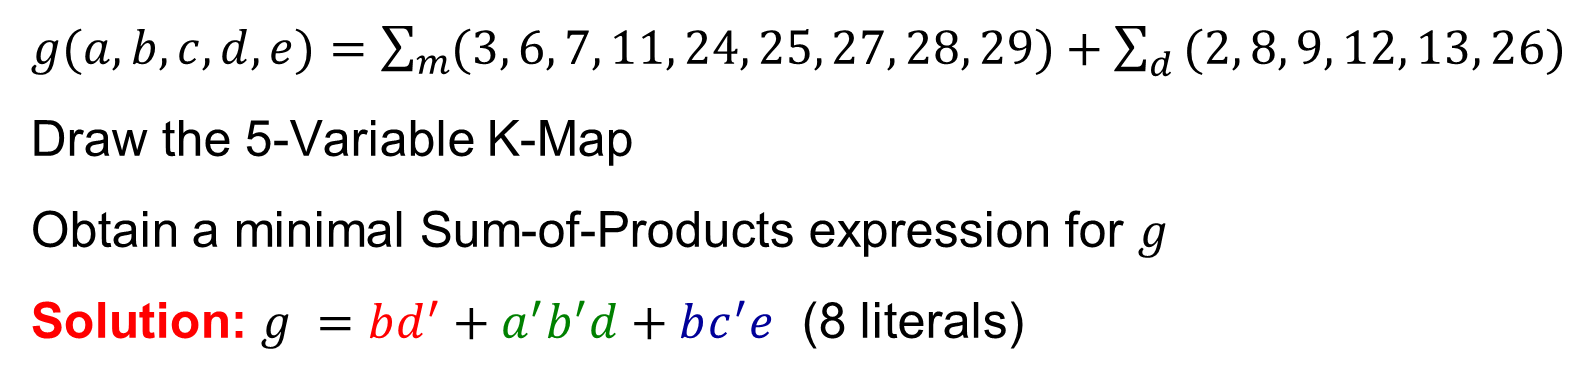 g(a, b, c, d, e) = ∑m(3, 6, 7, 11, 24, 25, 27, 28, 29) + ∑d (2, 8, 9, 12, 13, 26)
Draw the 5-Variable K-Map
Obtain a minimal Sum-of-Products expression for g
Solution: g = bd′ + a′b′d + bc′e (8 literals)